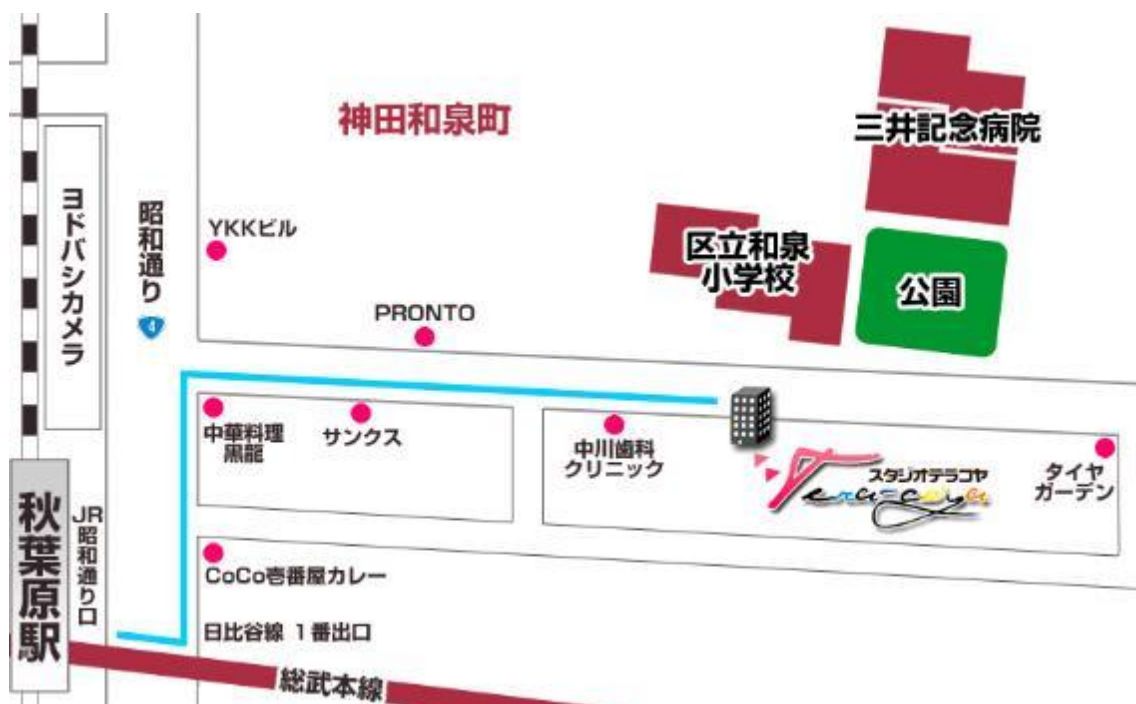 神田和泉町
三井記念病院
ヨドバシカメラ
昭和通り
4
YKKビル
区立和泉
小学校
公園
PRONTO
中華料理
黒龍
サンクス
中川歯科
クリニック
スタジオテラコヤ
Tera-coya
タイヤ
ガーデン
秋葉原駅
JR昭和通り口
CoCo壱番屋カレー
日比谷線 1番出口
総武本線